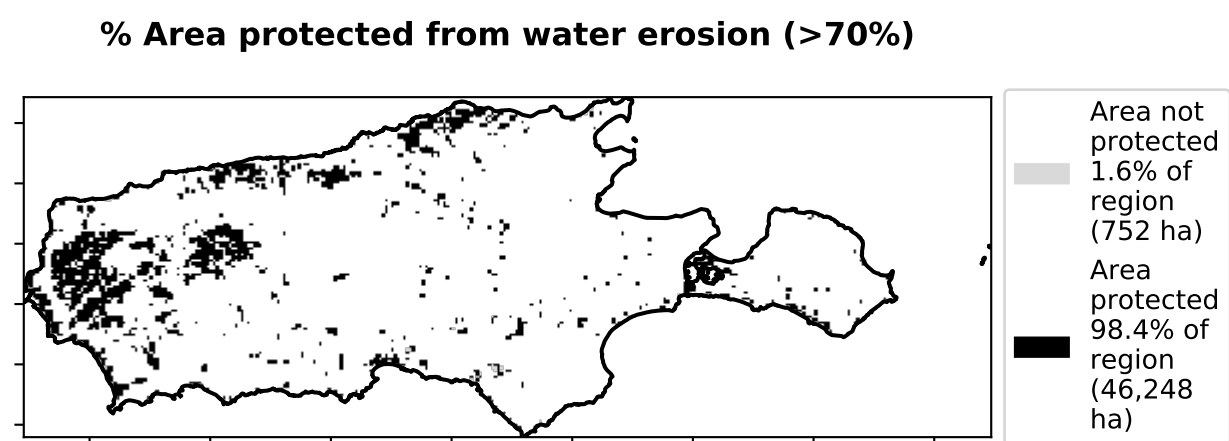 % Area protected from water erosion (>70%)
Area not
protected
1.6% of
region
(752 ha)
Area
protected
98.4% of
region
(46,248
ha)